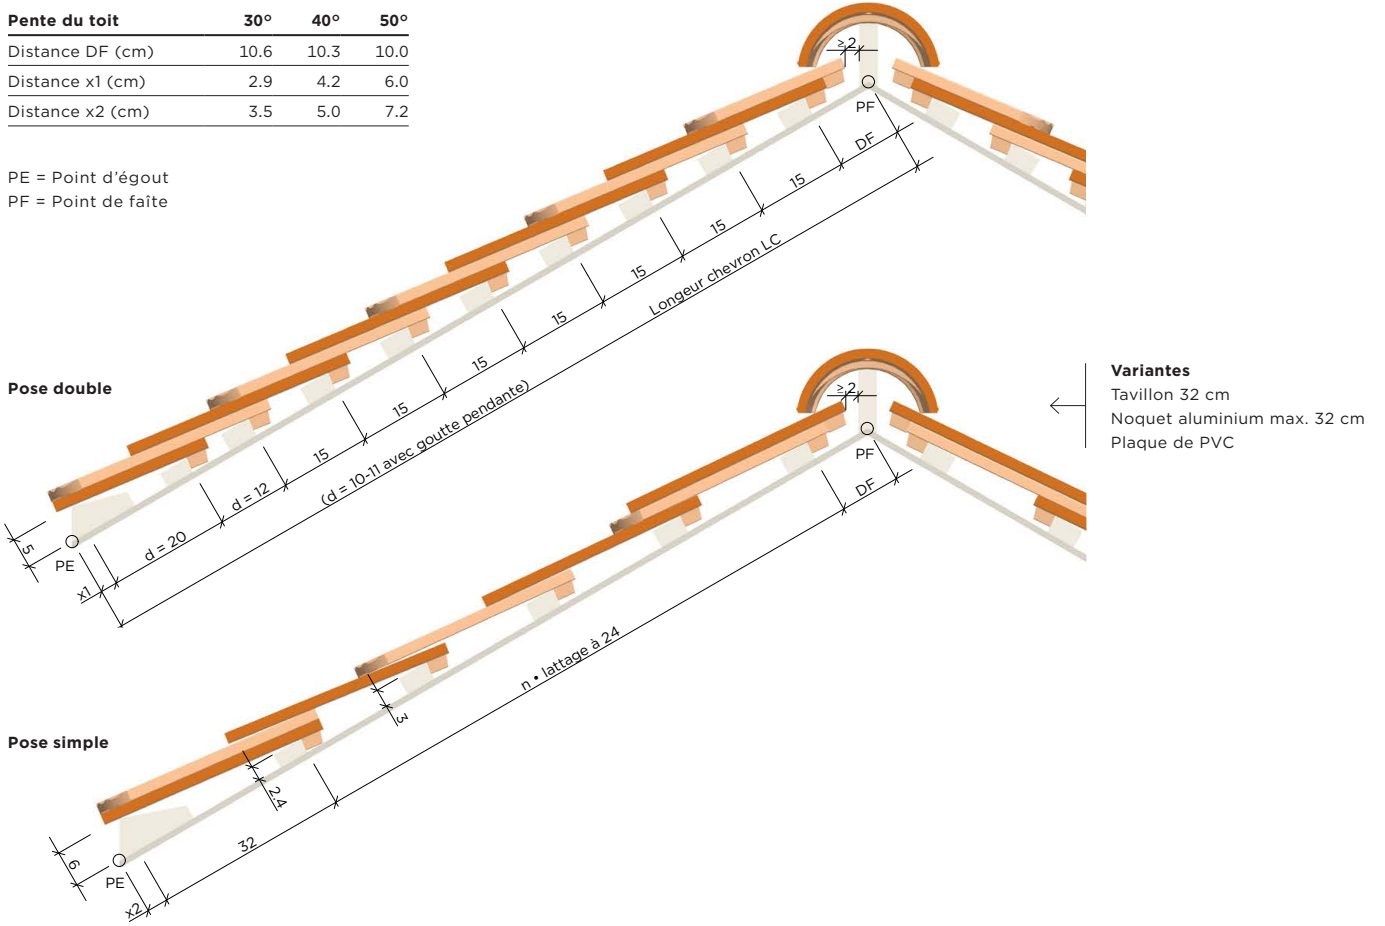 Pente du toit 30° 40° 50°
Distance DF (cm) 10.6 10.3 10.0
Distance x1 (cm) 2.9 4.2 6.0
Distance x2 (cm) 3.5 5.0 7.2
PE = Point d'égout
PF = Point de faîte
≥ 2
PF
DF
15
15
15
15
15
15
15
d = 12
d = 20
Longeur chevron LC
(d = 10-11 avec goutte pendante)
Pose double
5
PE
x1
Variantes
Tavillon 32 cm
Noquet aluminium max. 32 cm
Plaque de PVC
≥ 2
PF
DF
n • lattage à 24
3
Pose simple
2.4
32
6
PE
x2